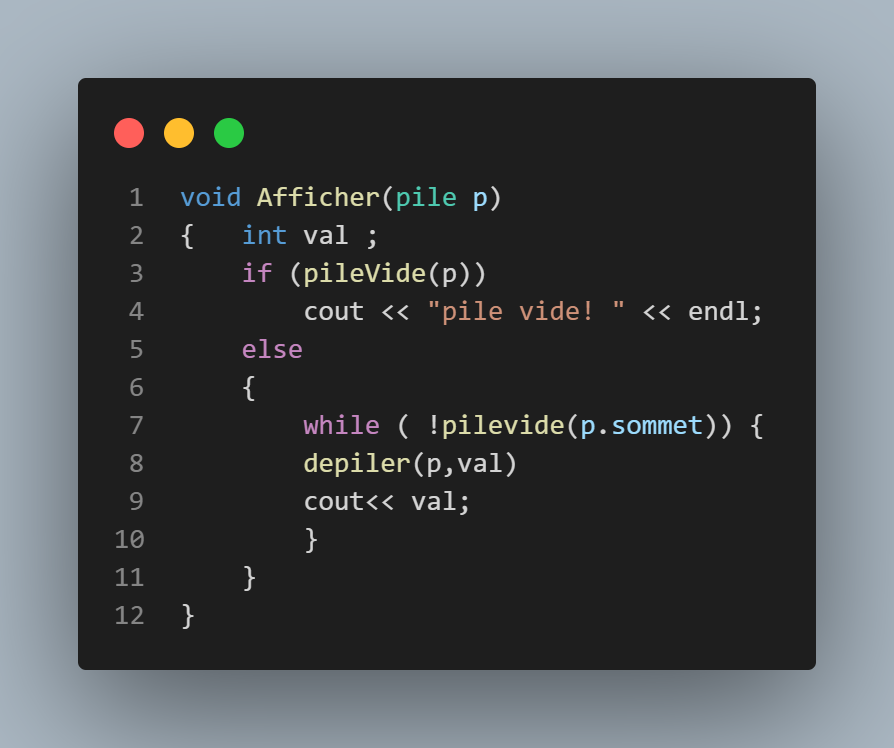 1 void Afficher(pile p)
2 {   int val ;
3     if (pileVide(p))
4         cout << "pile vide! " << endl;
5     else
6     {
7         while ( !pilevide(p.sommet)) {
8         depiler(p,val)
9         cout<< val;
10         }
11     }
12 }